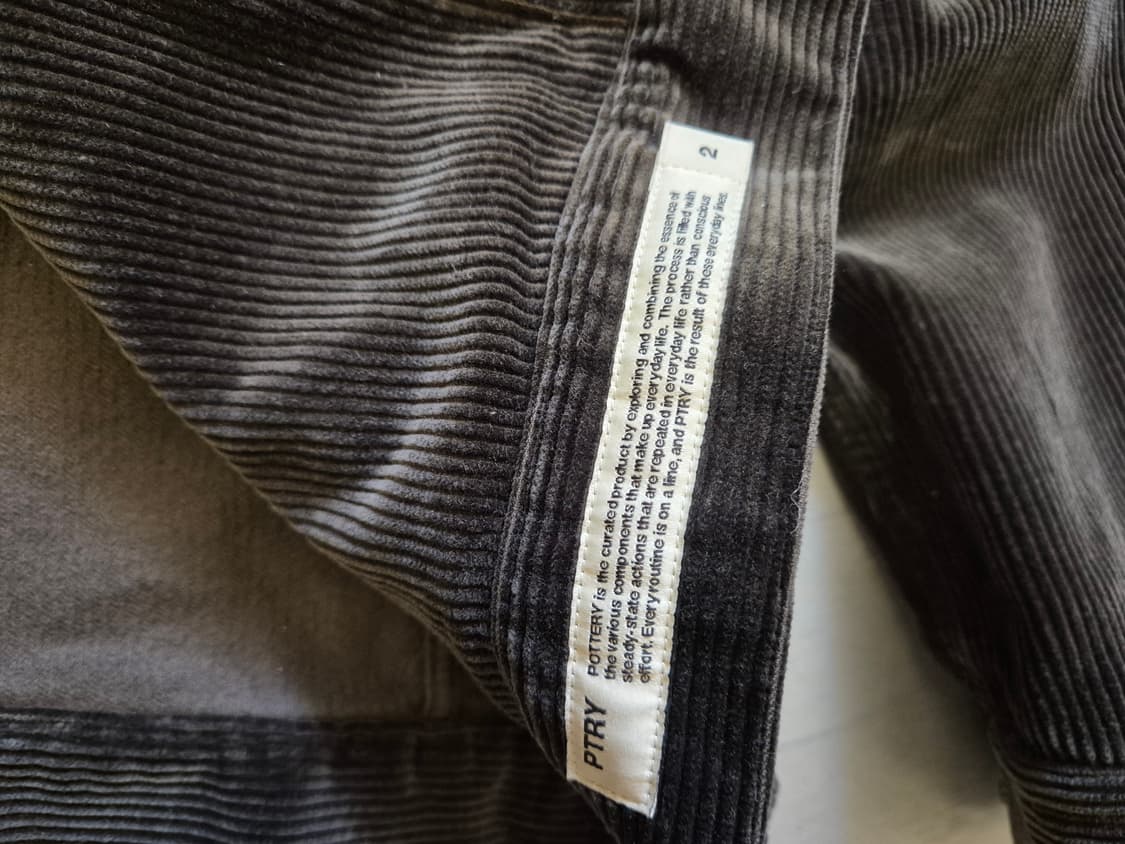 PTRY
POTTERY is the curated product by exploring and combining the essence of
the various components that make up everyday life. The process is filled with
steady-state actions that are repeated in everyday life rather than conscious
effort. Every routine is on a line, and PTRY is the result of those everyday lines.
2